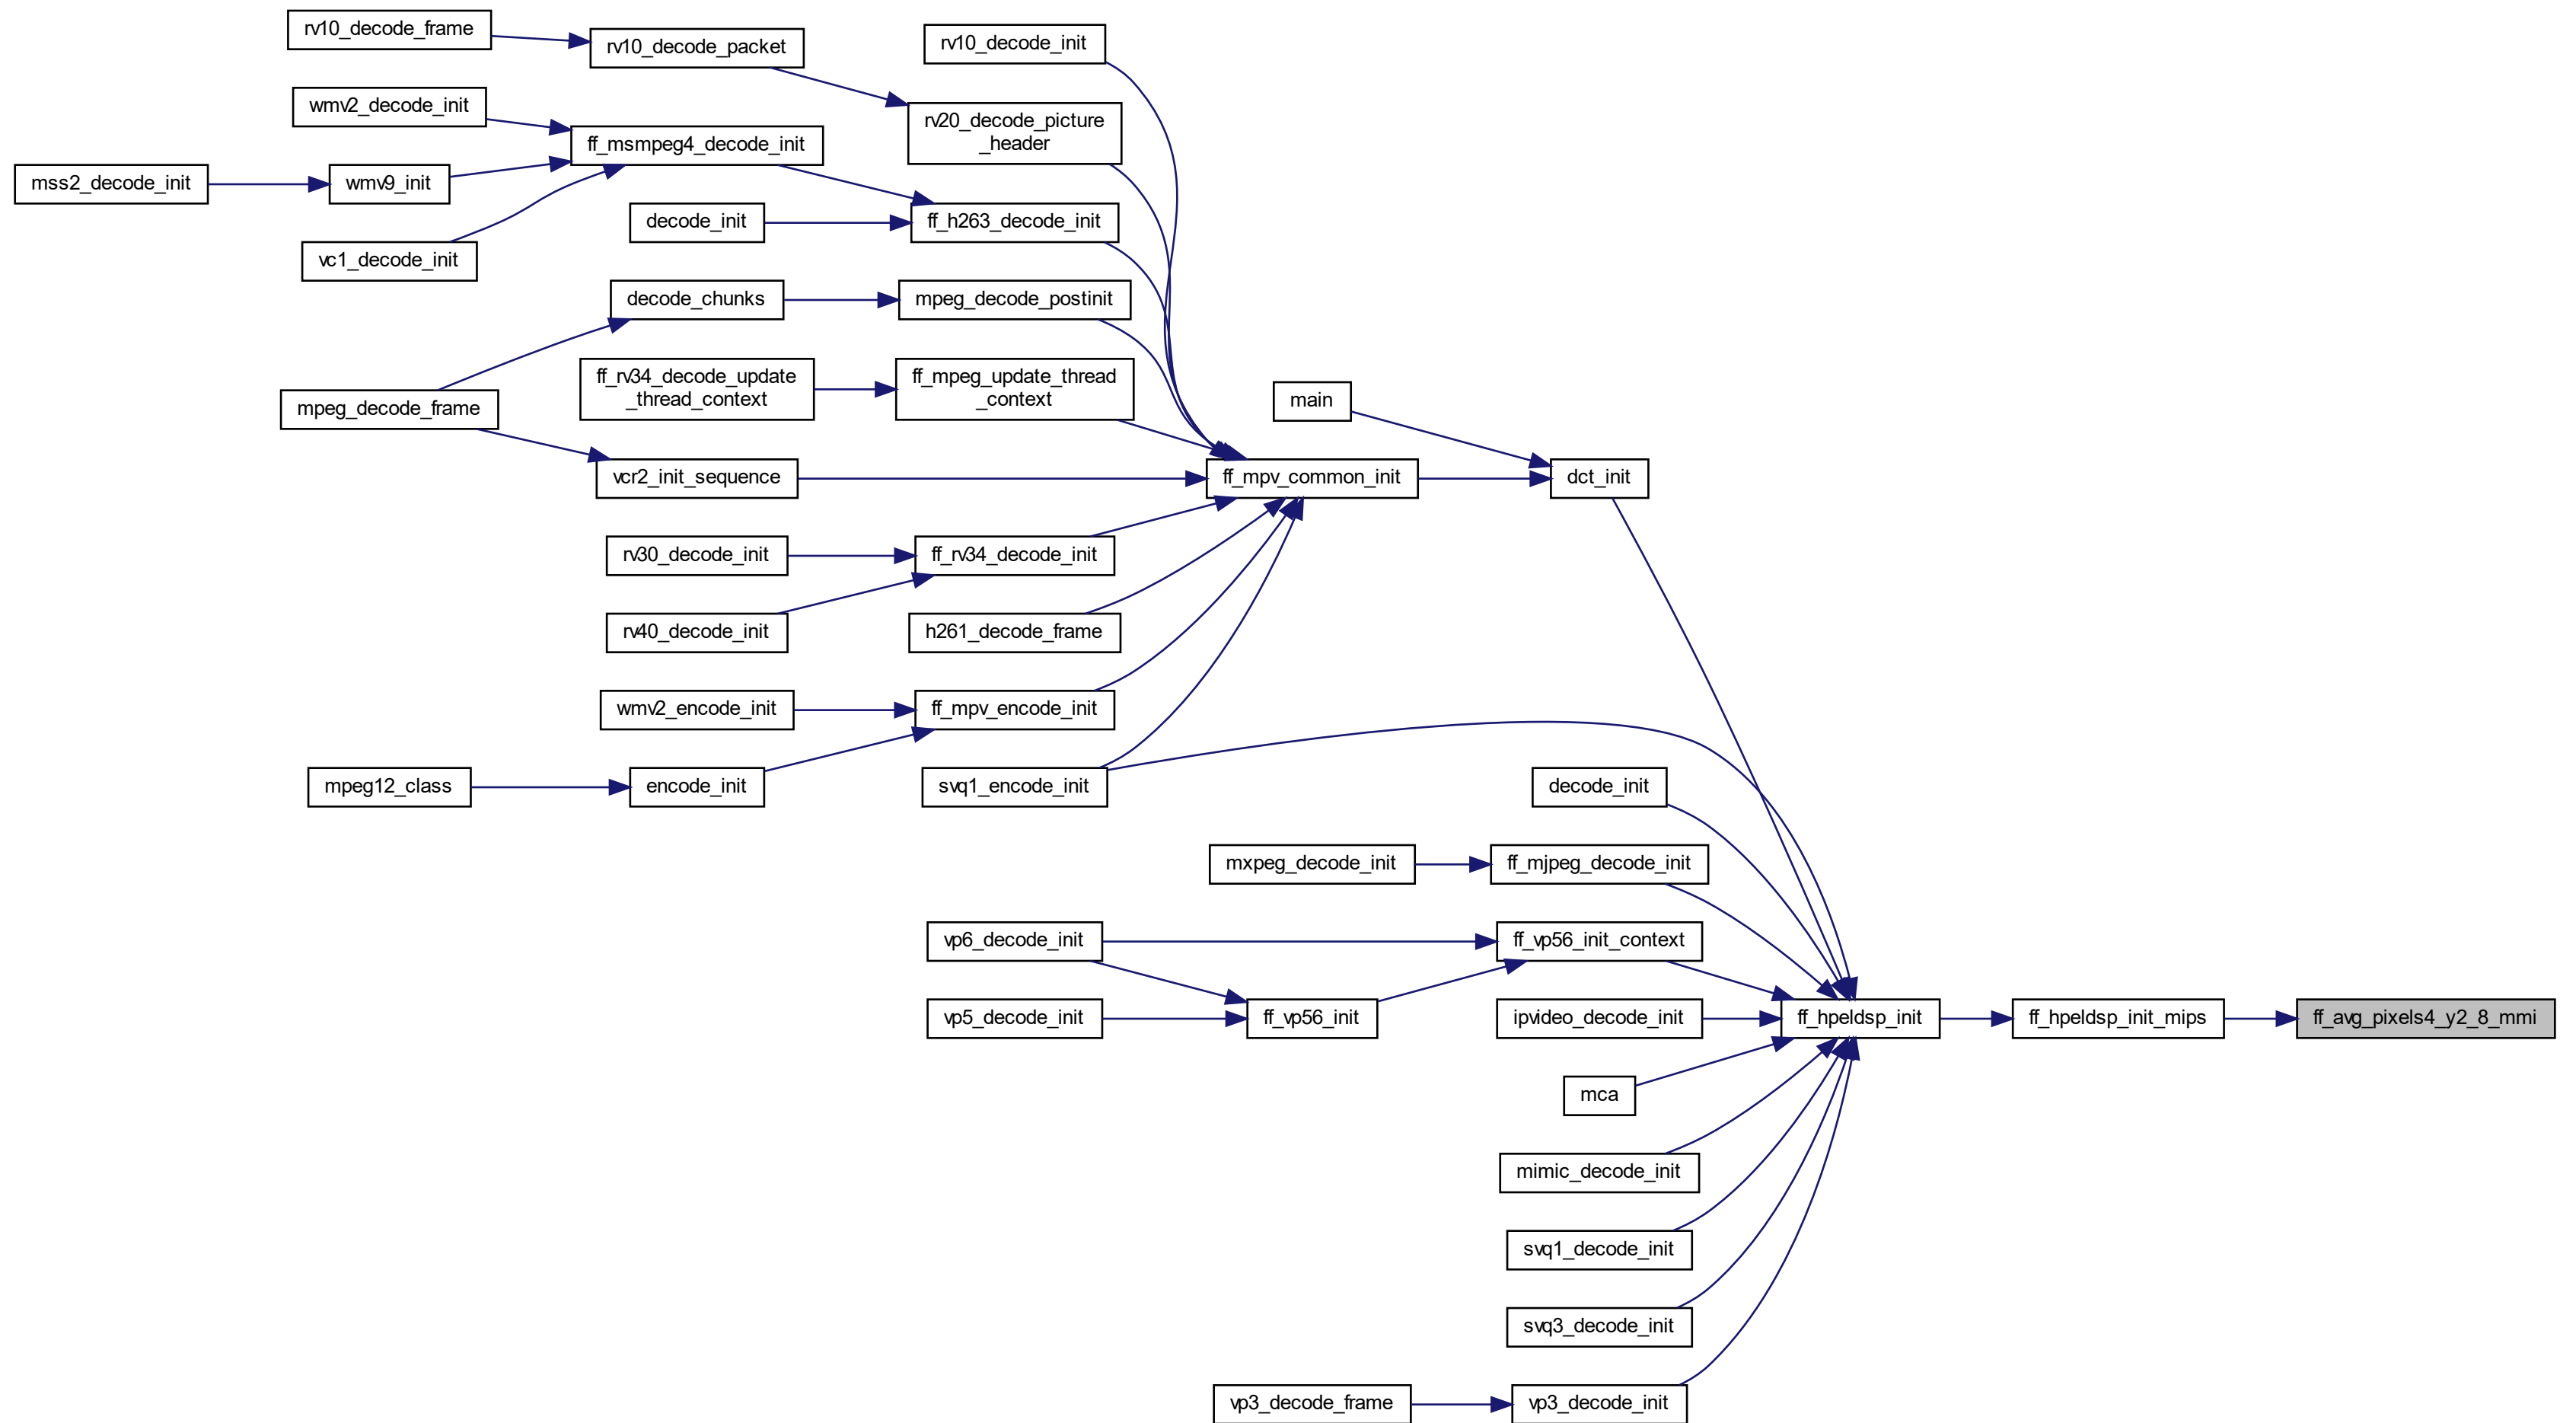 rv10_decode_frame
rv10_decode_packet
rv10_decode_init
wmv2_decode_init
rv20_decode_picture
_header
ff_msmpeg4_decode_init
mss2_decode_init
wmv9_init
decode_init
ff_h263_decode_init
vc1_decode_init
decode_chunks
mpeg_decode_postinit
ff_rv34_decode_update
_thread_context
ff_mpeg_update_thread
_context
main
mpeg_decode_frame
vcr2_init_sequence
ff_mpv_common_init
dct_init
rv30_decode_init
ff_rv34_decode_init
rv40_decode_init
h261_decode_frame
wmv2_encode_init
ff_mpv_encode_init
mpeg12_class
encode_init
svq1_encode_init
decode_init
mxpeg_decode_init
ff_mjpeg_decode_init
vp6_decode_init
ff_vp56_init_context
vp5_decode_init
ff_vp56_init
ipvideo_decode_init
ff_hpeldsp_init
ff_hpeldsp_init_mips
ff_avg_pixels4_y2_8_mmi
mca
mimic_decode_init
svq1_decode_init
svq3_decode_init
vp3_decode_frame
vp3_decode_init